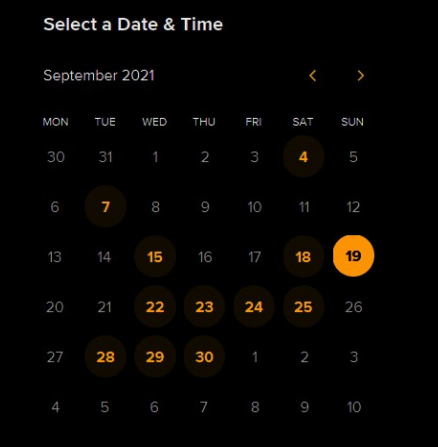 Select a Date & Time
September 2021
MON TUE WED THU FRI SAT SUN
30 31 1 2 3 4 5
6 7 8 9 10 11 12
13 14 15 16 17 18 19
20 21 22 23 24 25 26
27 28 29 30 1 2 3
4 5 6 7 8 9 10